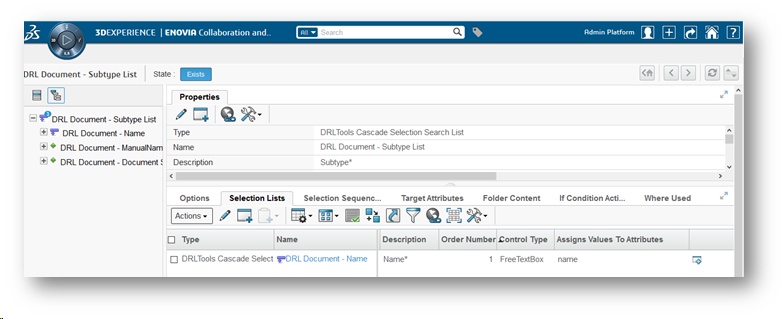 3DEXPERIENCE | ENOVIA Collaboration and.. All Search Admin Platform
DRL Document - Subtype List State : Exists
Properties
DRL Document - Subtype List
DRL Document - Name
DRL Document - ManualNam
DRL Document - Document S
Type DRLTools Cascade Selection Search List
Name DRL Document - Subtype List
Description Subtype*
Options Selection Lists Selection Sequenc... Target Attributes Folder Content If Condition Acti... Where Used
Actions
Type Name Description Order Number Control Type Assigns Values To Attributes
DRLTools Cascade Select DRL Document - Name Name* 1 FreeTextBox name